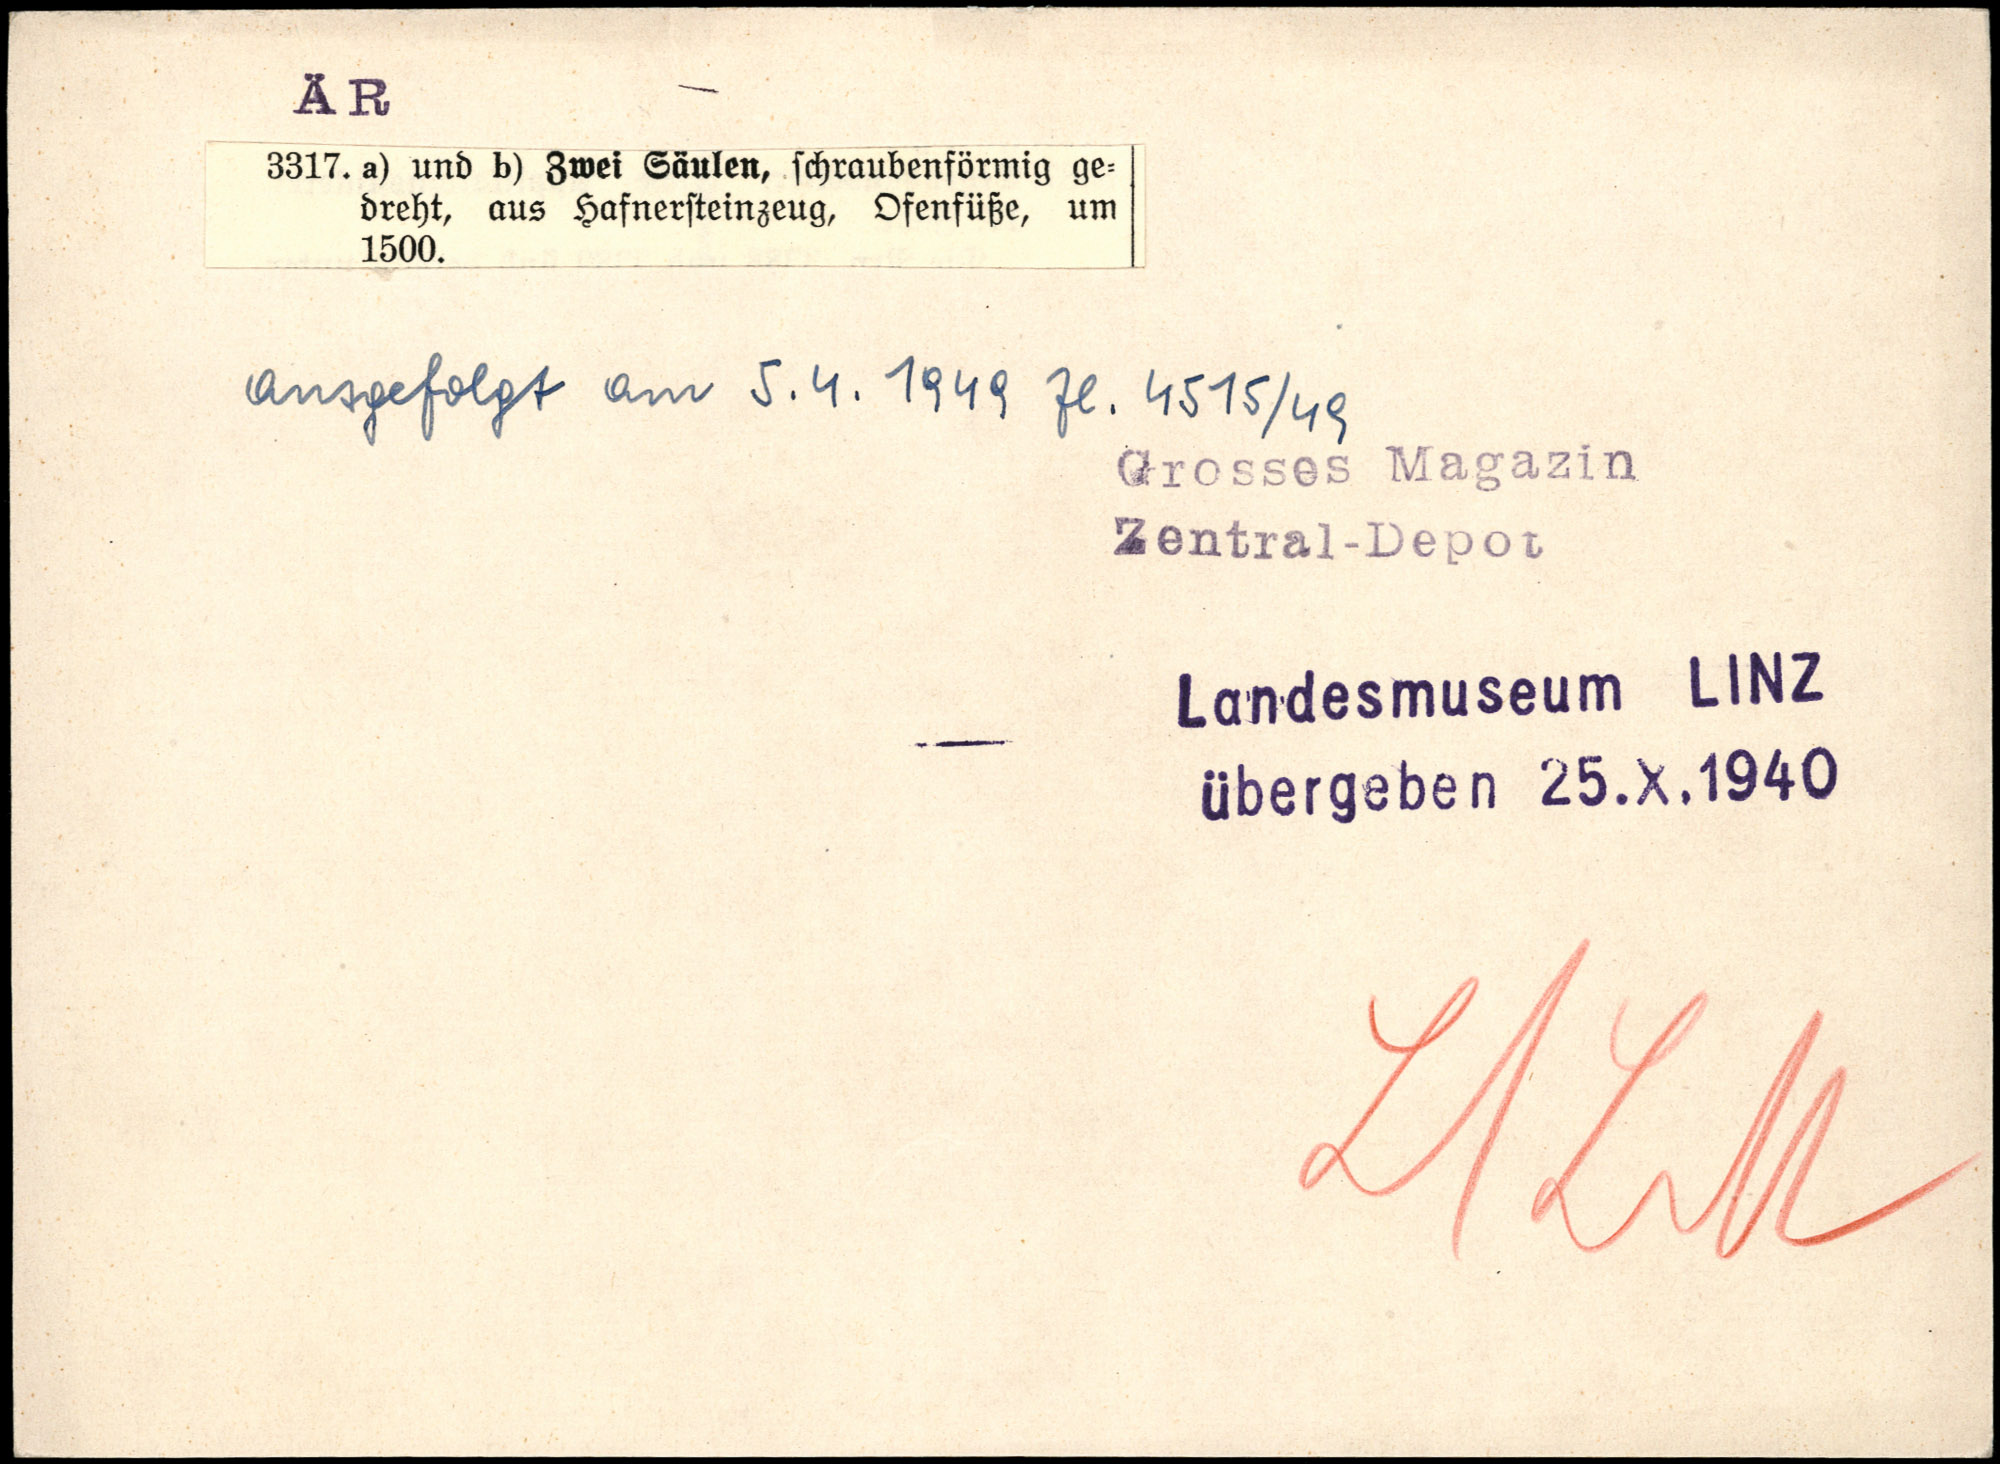 ÄR
3317. a) und b) Zwei Säulen, schraubenförmig ge-
dreht, aus Hafnersteinzeug, Ofenfüße, um
1500.
ausgefolgt am 5.4.1949 Zl. 4515/49
Grosses Magazin
Zentral-Depot
Landesmuseum LINZ
übergeben 25.X.1940